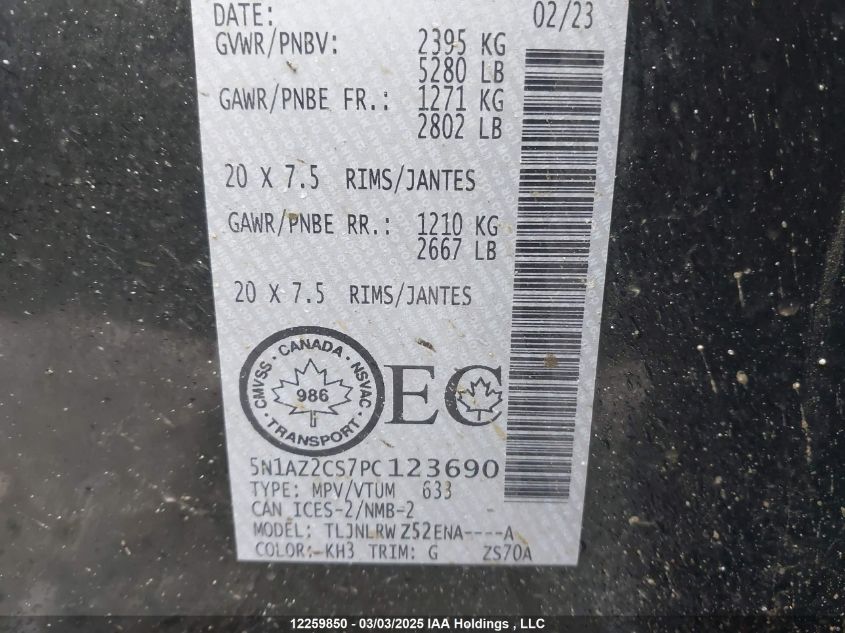 DATE: 02/23
GVWR/PNBV: 2395 KG
5280 LB
GAWR/PNBE FR.: 1271 KG
2802 LB
20 X 7.5 RIMS/JANTES
GAWR/PNBE RR.: 1210 KG
2667 LB
20 X 7.5 RIMS/JANTES
CMVSS · CANADA · NSVAC
986
· TRANSPORT ·
EC
5N1AZ2CS7PC123690
TYPE: MPV/VTUM 633
CAN ICES-2/NMB-2
MODEL: TLJNLRW Z52ENA----A
COLOR: KH3 TRIM: G ZS70A
12259850 - 03/03/2025 IAA Holdings , LLC